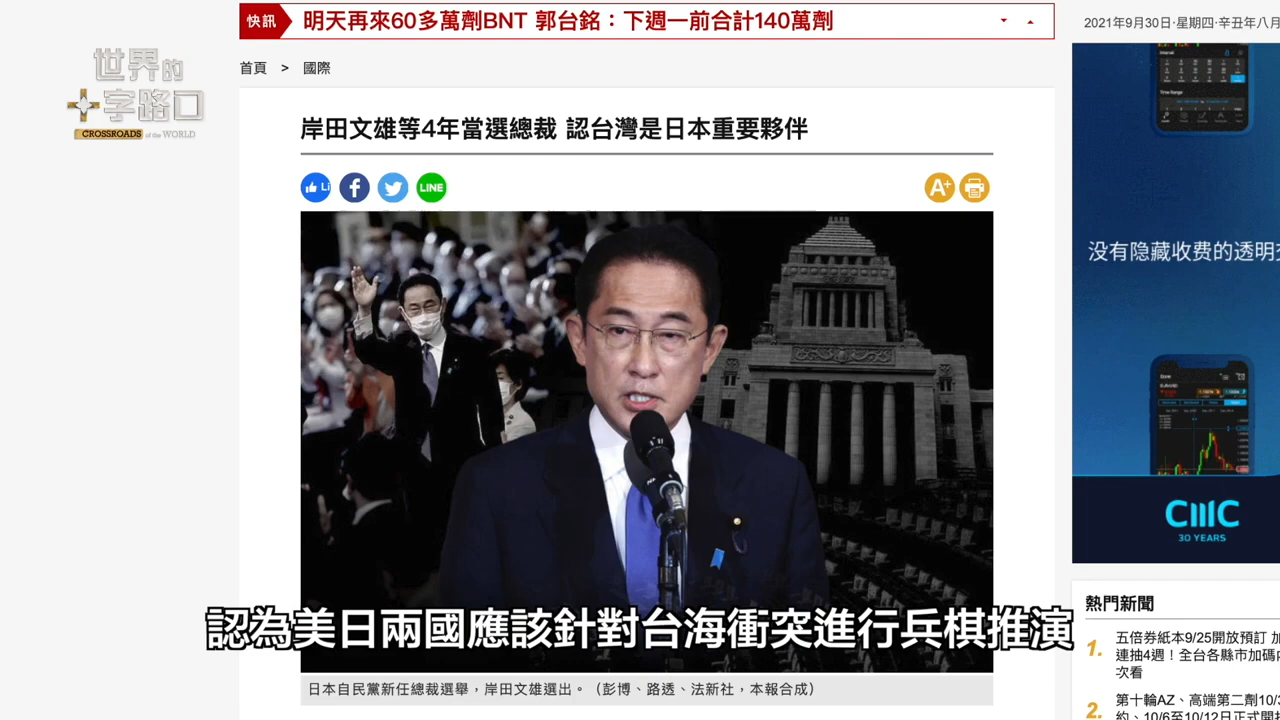 快訊
明天再來60多萬劑BNT 郭台銘：下週一前合計140萬劑
2021年9月30日·星期四·辛丑年八月
世界的
十字路口
CROSSROADS of the WORLD
首頁 > 國際
岸田文雄等4年當選總裁 認台灣是日本重要夥伴
Li
LINE
A+
没有隐藏收费的透明
CMC
30 YEARS
認為美日兩國應該針對台海衝突進行兵棋推演
日本自民黨新任總裁選舉，岸田文雄選出。（彭博、路透、法新社，本報合成）
熱門新聞
1.
五倍券紙本9/25開放預訂 加
連抽4週！全台各縣市加碼
次看
2.
第十輪AZ、高端第二劑10/
約、10/6至10/12日正式開